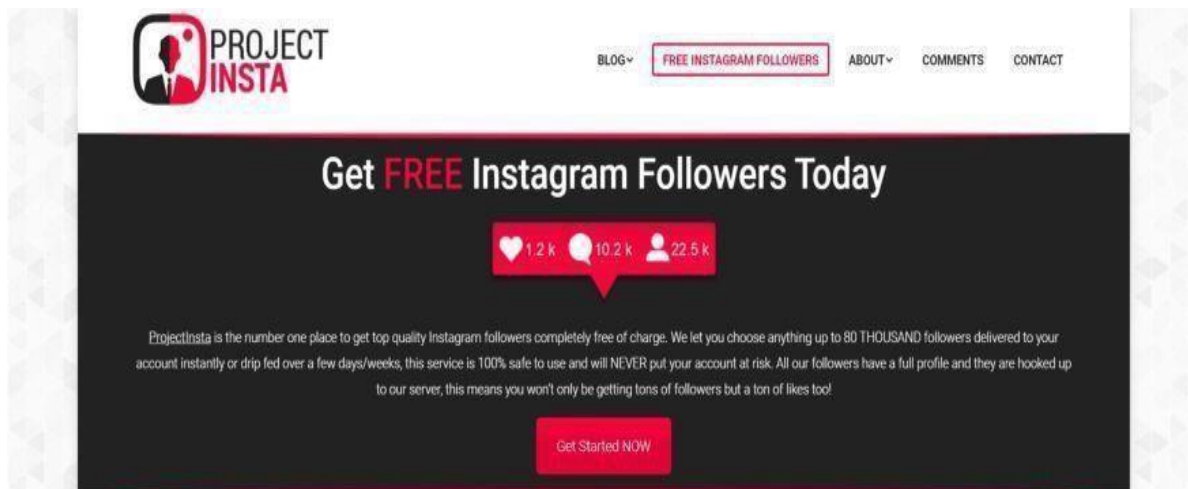 PROJECT
INSTA
BLOG
FREE INSTAGRAM FOLLOWERS
ABOUT
COMMENTS
CONTACT
Get FREE Instagram Followers Today
1.2 k 10.2 k 22.5 k
ProjectInsta is the number one place to get top quality Instagram followers completely free of charge. We let you choose anything up to 80 THOUSAND followers delivered to your
account instantly or drip fed over a few days/weeks, this service is 100% safe to use and will NEVER put your account at risk. All our followers have a full profile and they are hooked up
to our server, this means you won't only be getting tons of followers but a ton of likes too!
Get Started NOW